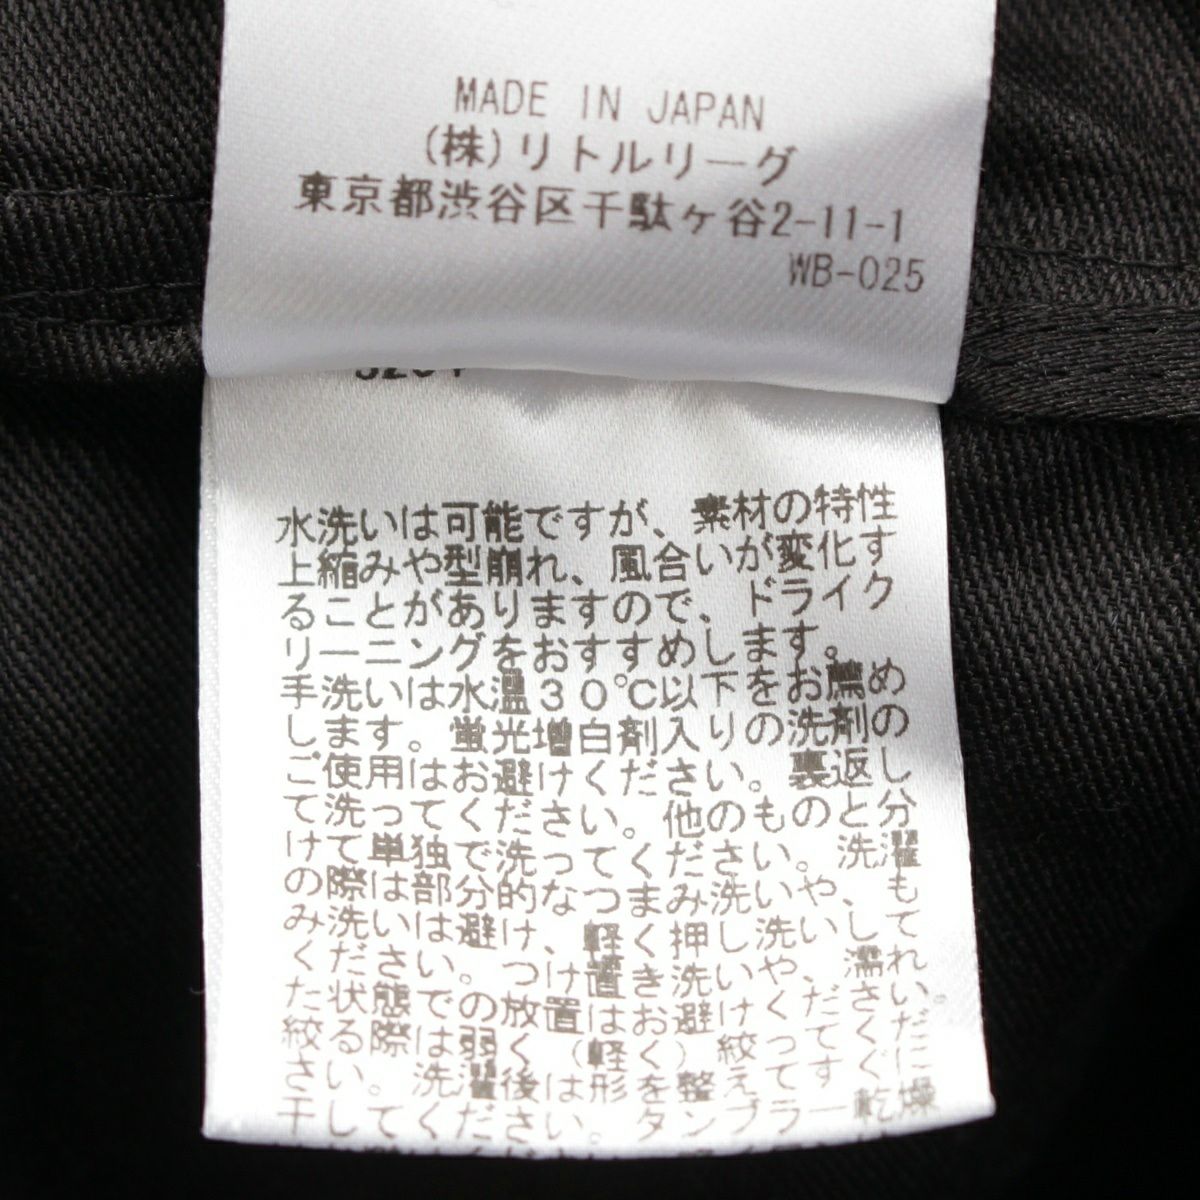 MADE IN JAPAN
(株)リトルリーグ
東京都渋谷区千駄ヶ谷2-11-1
WB-025
水洗いは可能ですが、素材の特性
上縮みや型崩れ、風合いが変化す
ることがありますので、ドライク
リーニングをおすすめします。
手洗いは水温30℃以下をお薦め
します。蛍光増白剤入りの洗剤の
ご使用はお避けください。裏返し
て洗ってください。他のものと分
けて単独で洗ってください。洗濯
の際は部分的なつまみ洗いや、も
み洗いは避け、軽く押し洗いして
ください。つけ置き洗いや、濡れ
た状態での放置はお避けください。
絞る際は弱く(軽く)絞ってくだ
さい。洗濯後は形を整えてすぐに
干してください。タンブラー乾燥